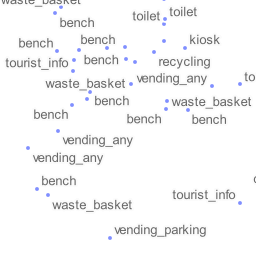 waste_basket
bench
toilet
toilet
bench
bench
kiosk
tourist_info
bench
recycling
waste_basket
vending_any
to
bench
waste_basket
bench
bench
bench
vending_any
vending_any
bench
waste_basket
tourist_info
vending_parking